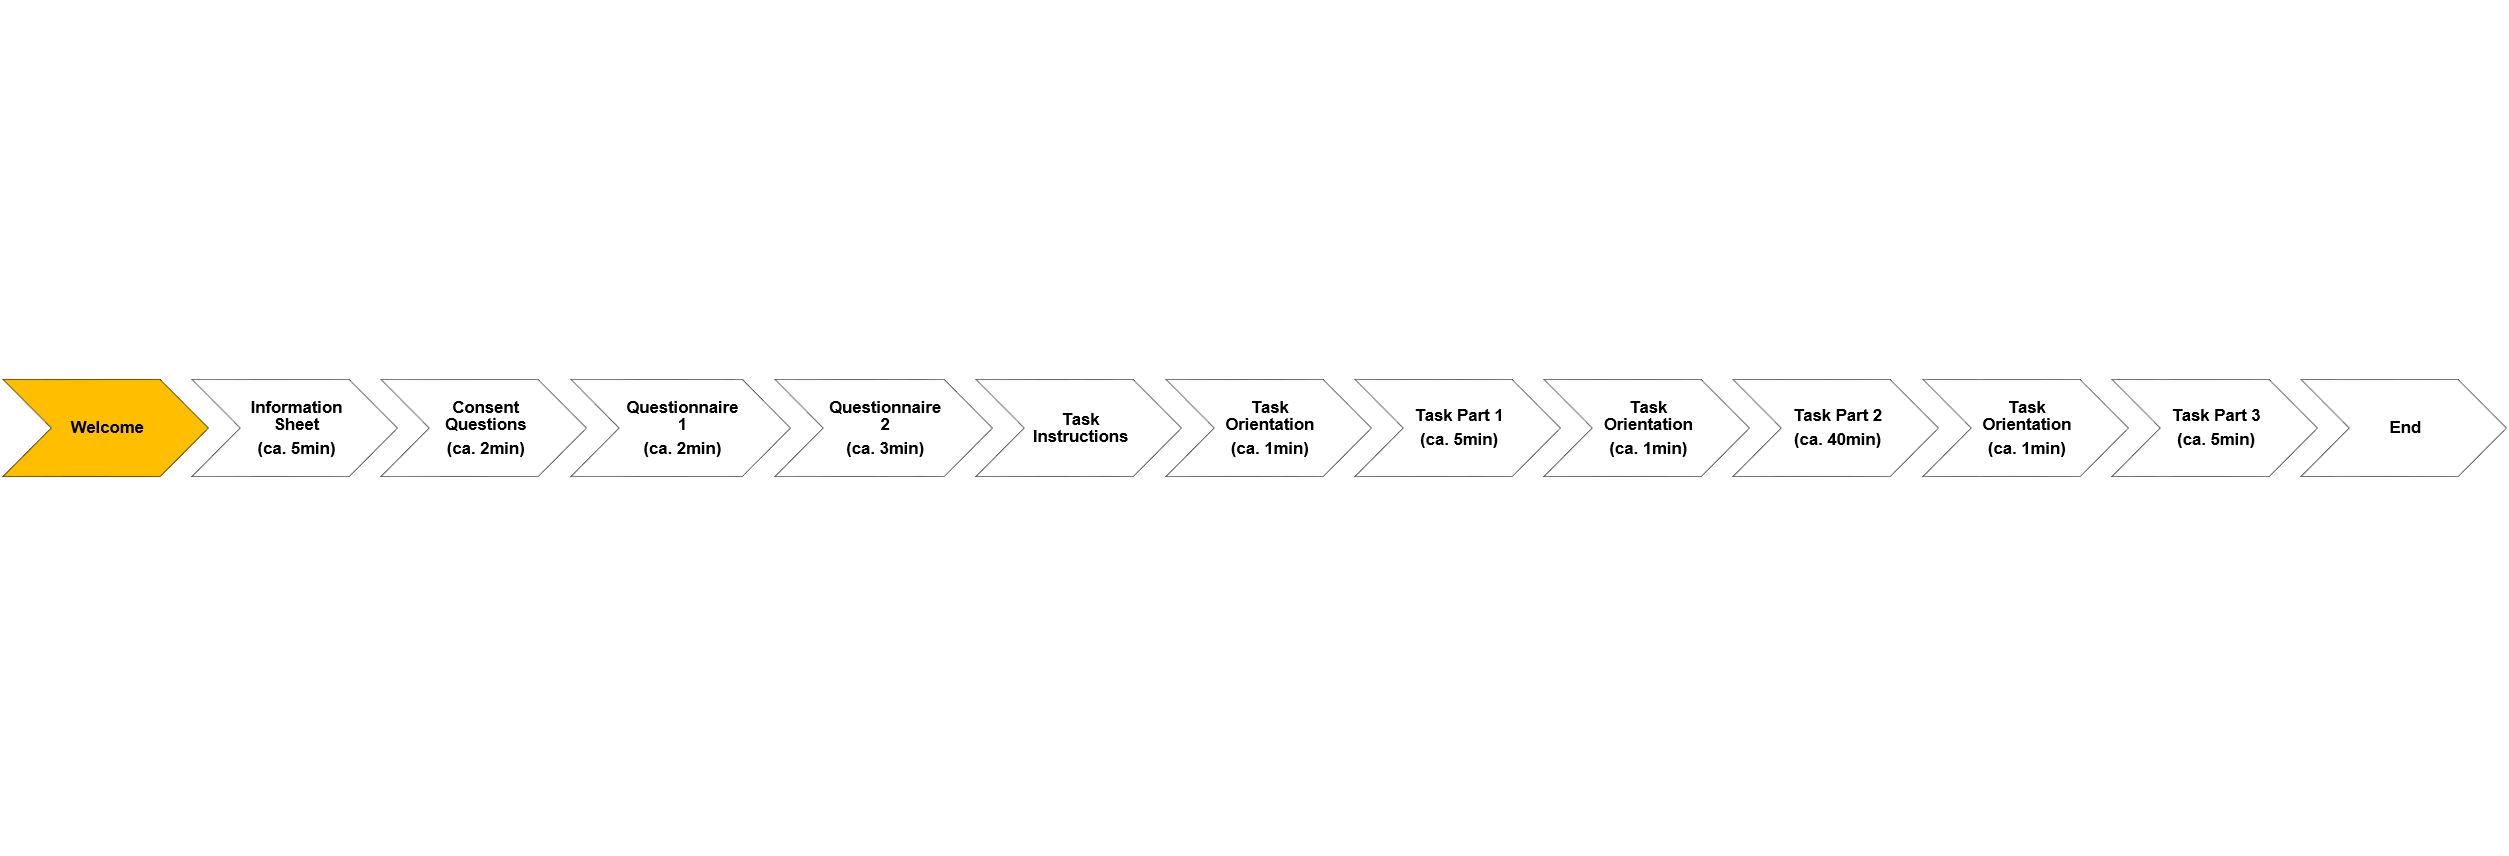 Welcome
Information
Sheet
(ca. 5min)
Consent
Questions
(ca. 2min)
Questionnaire
1
(ca. 2min)
Questionnaire
2
(ca. 3min)
Task
Instructions
Task
Orientation
(ca. 1min)
Task Part 1
(ca. 5min)
Task
Orientation
(ca. 1min)
Task Part 2
(ca. 40min)
Task
Orientation
(ca. 1min)
Task Part 3
(ca. 5min)
End